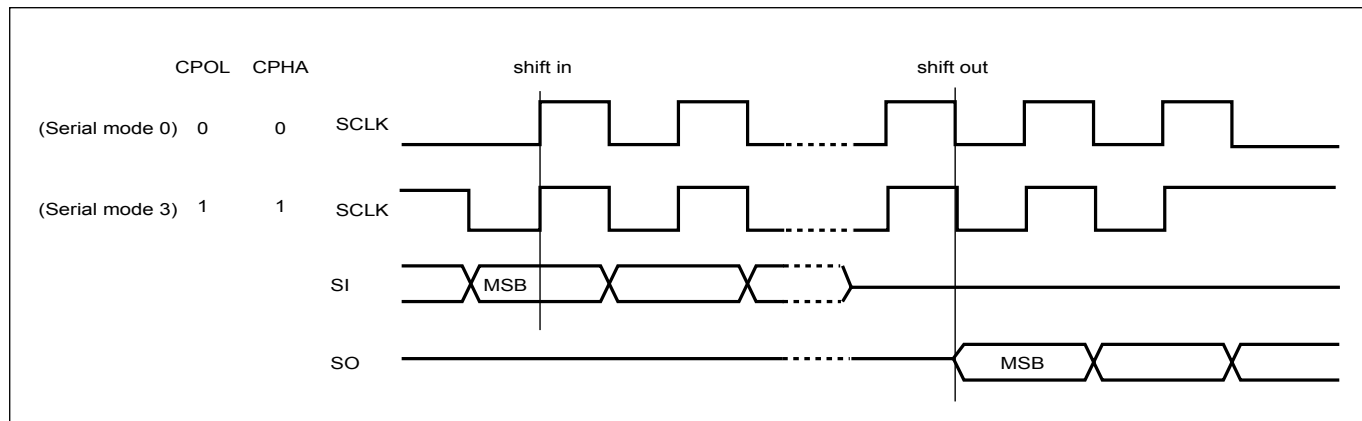 CPOL CPHA shift in shift out
(Serial mode 0) 0 0 SCLK
(Serial mode 3) 1 1 SCLK
SI MSB
SO MSB